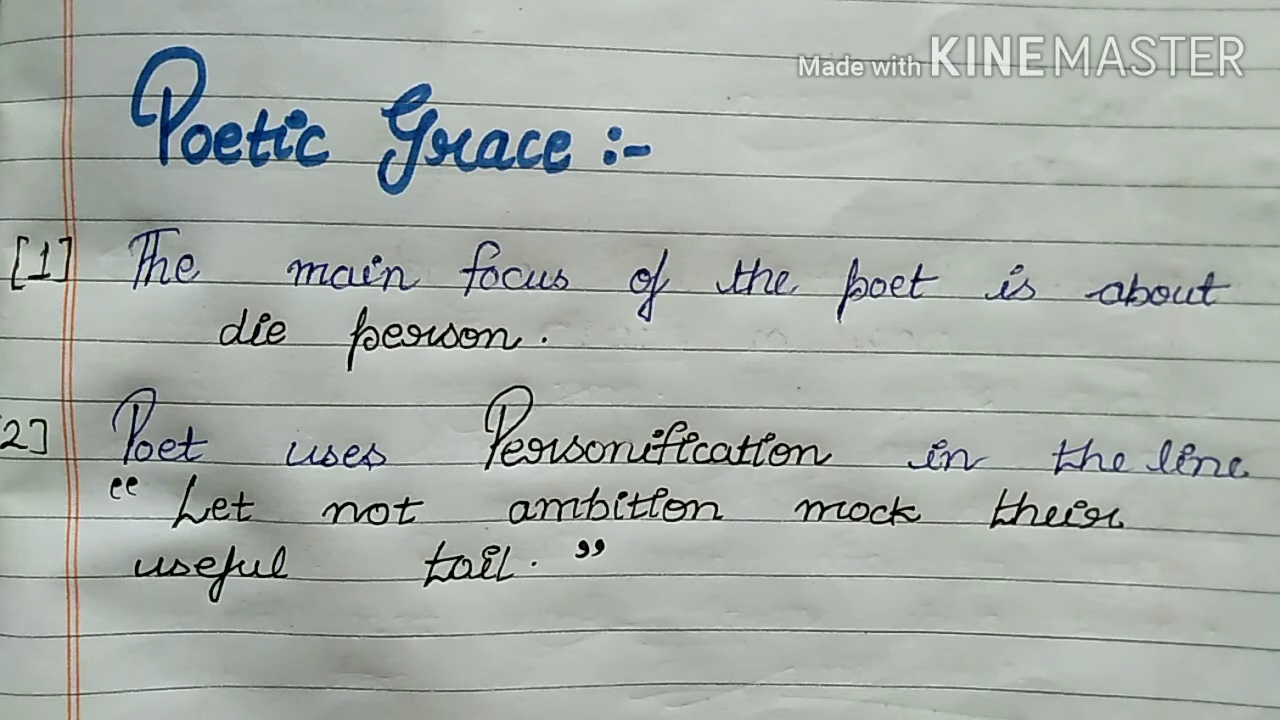 Made with KINEMASTER
Poetic Grace :-
[1] The main focus of the poet is about
die person.
2] Poet uses Personification in the line
“ Let not ambition mock their
useful toil. ”